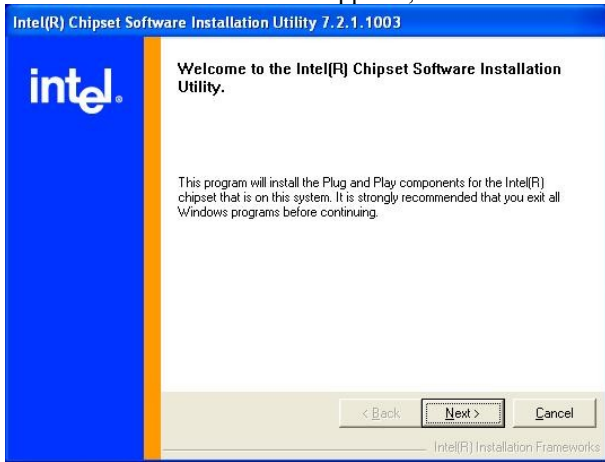 Intel(R) Chipset Software Installation Utility 7.2.1.1003
intel®
Welcome to the Intel(R) Chipset Software Installation
Utility.
This program will install the Plug and Play components for the Intel(R)
chipset that is on this system. It is strongly recommended that you exit all
Windows programs before continuing.
< Back
Next >
Cancel
Intel(R) Installation Frameworks